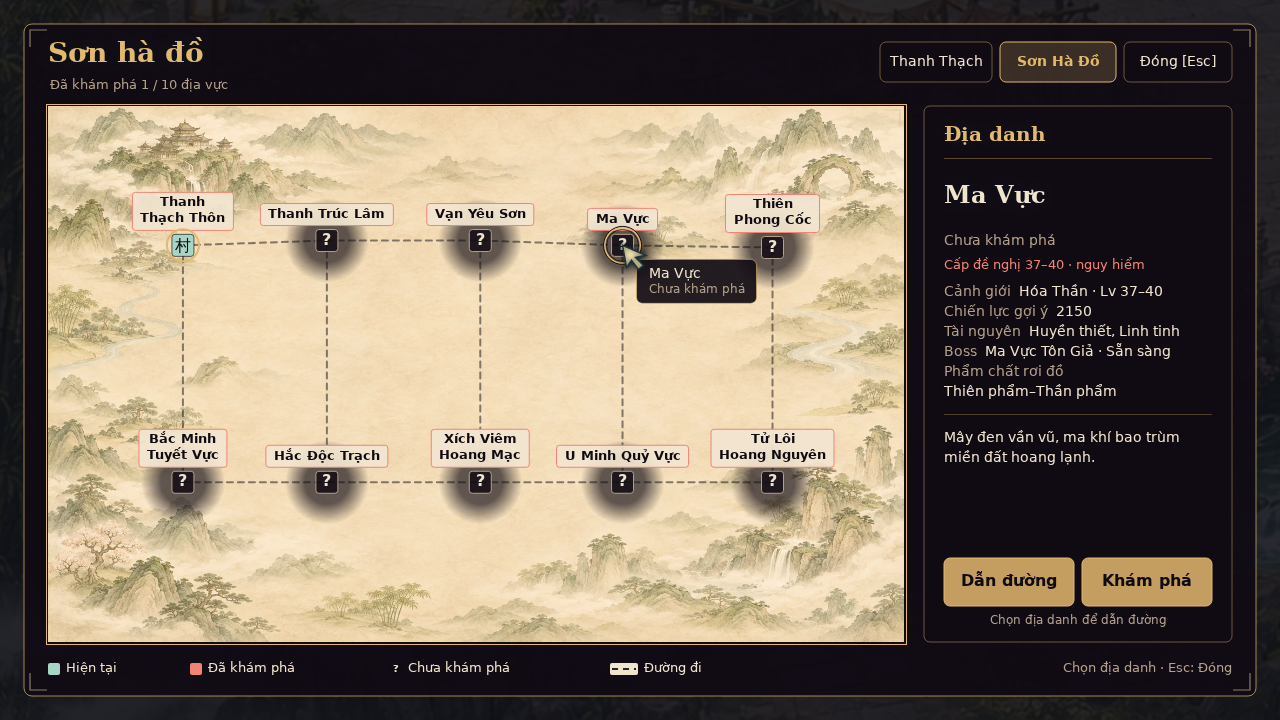 Sơn hà đồ
Đã khám phá 1 / 10 địa vực
Thanh Thạch
Sơn Hà Đồ
Đóng [Esc]
Thanh
Thạch Thôn
村
Thanh Trúc Lâm
?
Vạn Yêu Sơn
?
Ma Vực
?
Thiên
Phong Cốc
?
Ma Vực
Chưa khám phá
Bắc Minh
Tuyết Vực
?
Hắc Độc Trạch
?
Xích Viêm
Hoang Mạc
?
U Minh Quỷ Vực
?
Tử Lôi
Hoang Nguyên
?
Địa danh
Ma Vực
Chưa khám phá
Cấp đề nghị 37–40 · nguy hiểm
Cảnh giới Hóa Thần · Lv 37–40
Chiến lực gợi ý 2150
Tài nguyên Huyền thiết, Linh tinh
Boss Ma Vực Tôn Giả · Sẵn sàng
Phẩm chất rơi đồ
Thiên phẩm–Thần phẩm
Mây đen vần vũ, ma khí bao trùm
miền đất hoang lạnh.
Dẫn đường
Khám phá
Chọn địa danh để dẫn đường
Hiện tại
Đã khám phá
? Chưa khám phá
Đường đi
Chọn địa danh · Esc: Đóng